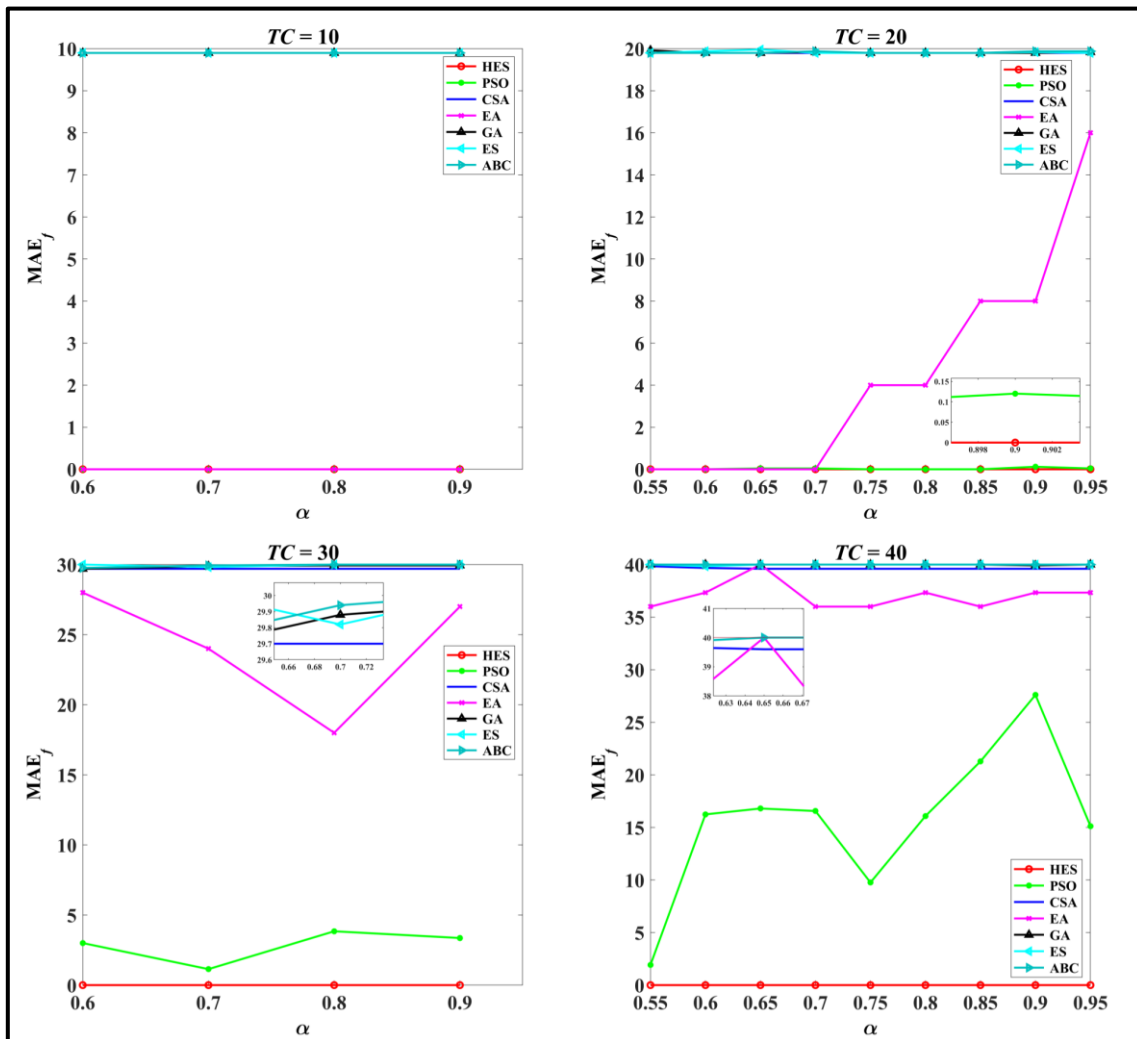 TC = 10
10
9
8
7
6
5
4
3
2
1
0
MAE_f
0.6 0.7 0.8 0.9
α
HES
PSO
CSA
EA
GA
ES
ABC
TC = 20
20
18
16
14
12
10
8
6
4
2
0
MAE_f
0.55 0.6 0.65 0.7 0.75 0.8 0.85 0.9 0.95
α
HES
PSO
CSA
EA
GA
ES
ABC
0.15
0.1
0.05
0
0.898 0.9 0.902
TC = 30
30
25
20
15
10
5
0
MAE_f
0.6 0.7 0.8 0.9
α
30
29.9
29.8
29.7
29.6
0.66 0.68 0.7 0.72
HES
PSO
CSA
EA
GA
ES
ABC
TC = 40
40
35
30
25
20
15
10
5
0
MAE_f
0.55 0.6 0.65 0.7 0.75 0.8 0.85 0.9 0.95
α
41
40
39
38
0.63 0.64 0.65 0.66 0.67
HES
PSO
CSA
EA
GA
ES
ABC